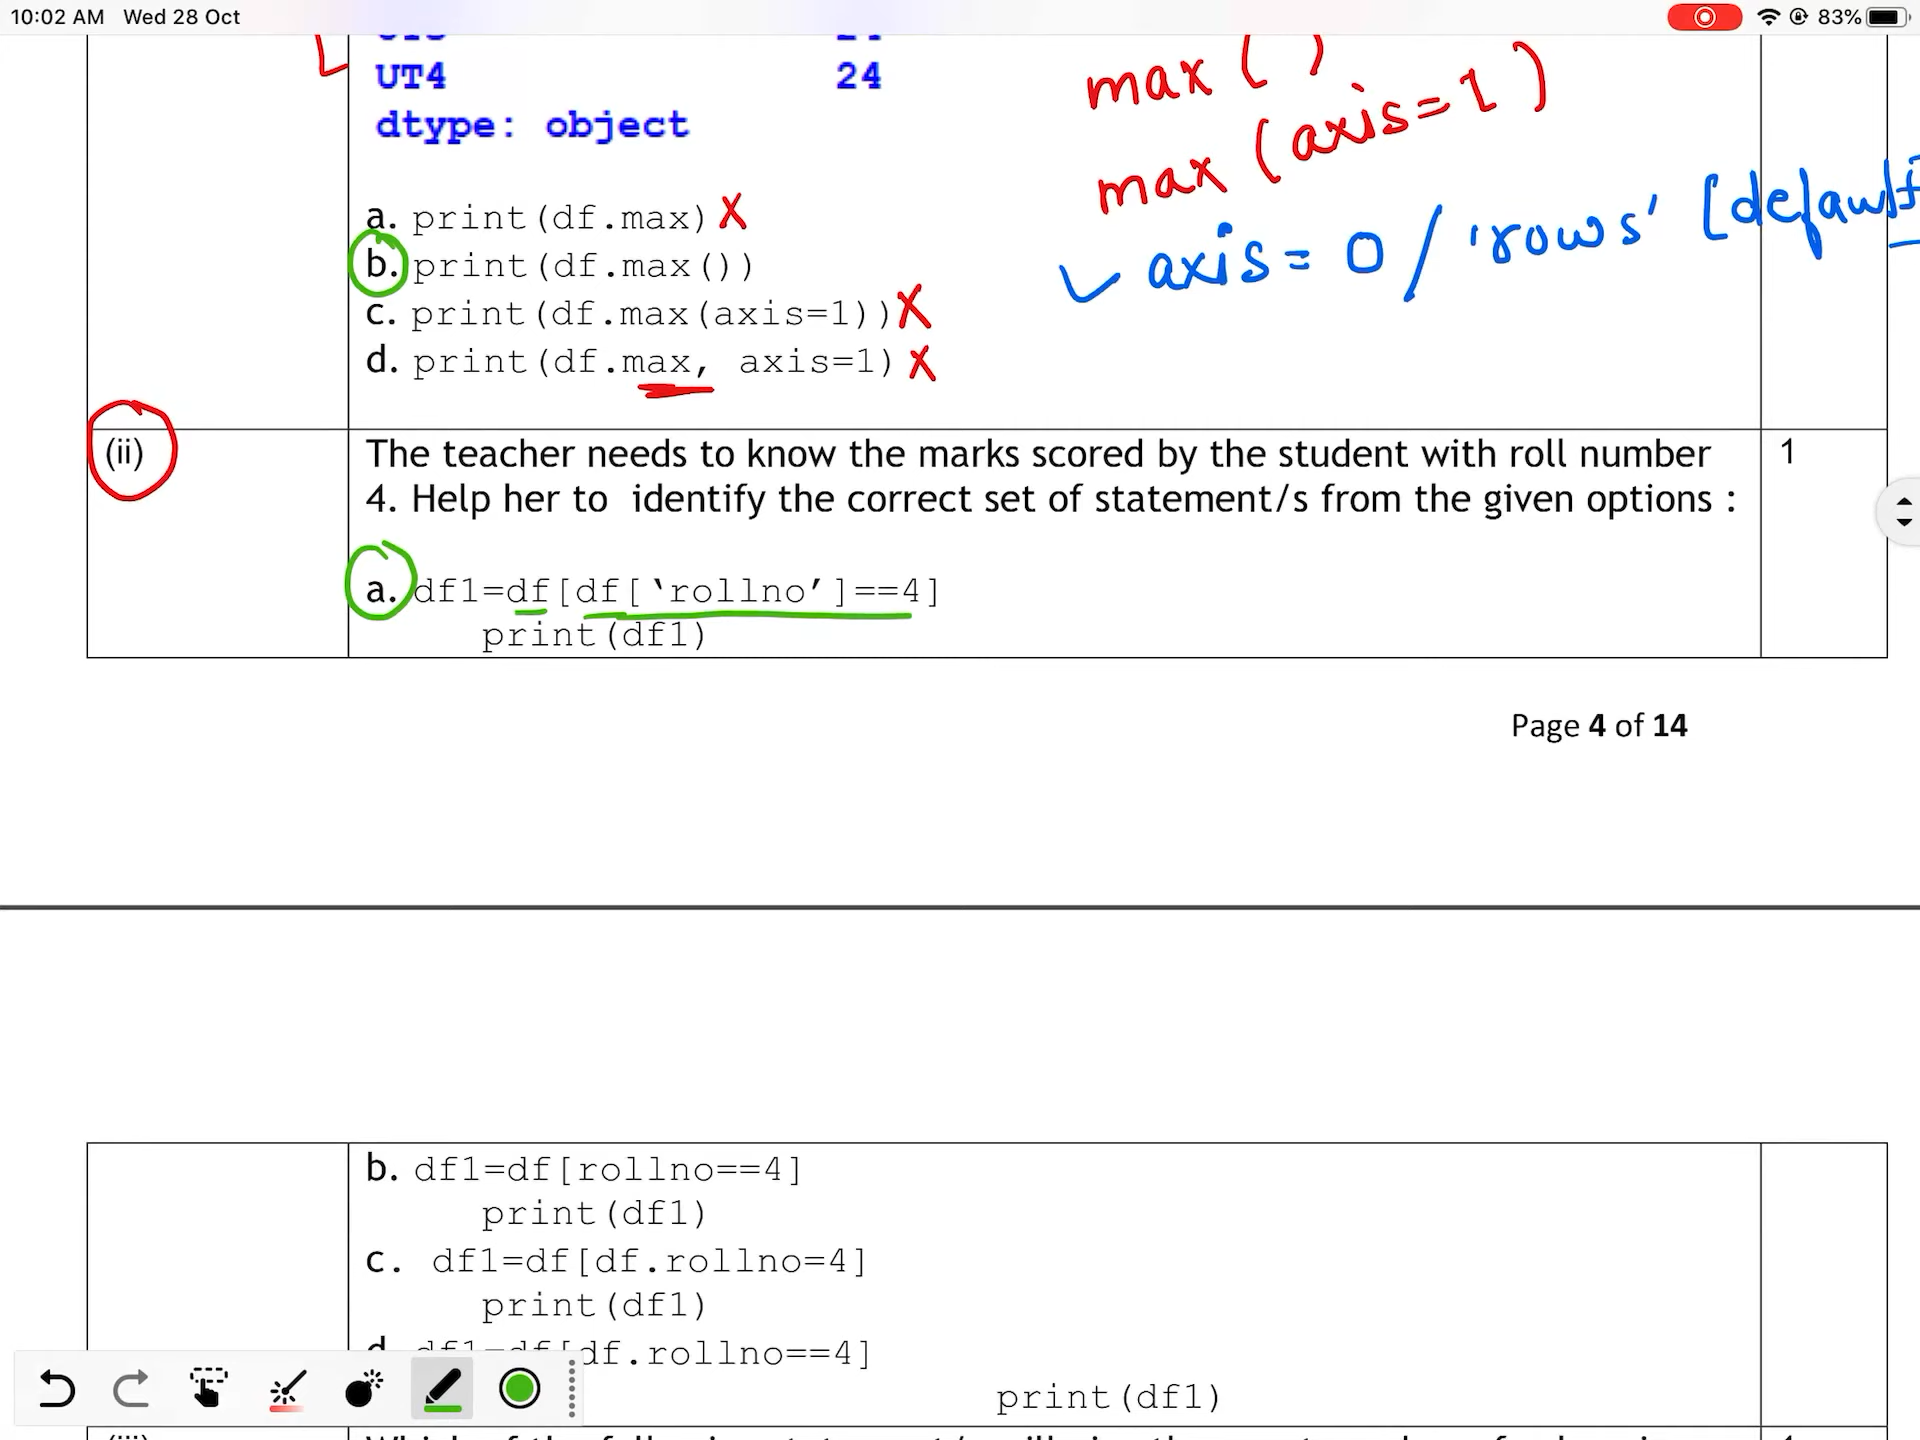 10:02 AM Wed 28 Oct
83%
UT4 24
dtype: object
max ( )
max (axis=1)
axis = 0 / 'rows' [default
a. print(df.max) X
b. print(df.max())
c. print(df.max(axis=1)) X
d. print(df.max, axis=1) X
(ii) The teacher needs to know the marks scored by the student with roll number 1
4. Help her to identify the correct set of statement/s from the given options :
a. df1=df[df[‘rollno’]==4]
print(df1)
Page 4 of 14
b. df1=df[rollno==4]
print(df1)
c. df1=df[df.rollno=4]
print(df1)
d. df1=df[df.rollno==4]
print(df1)